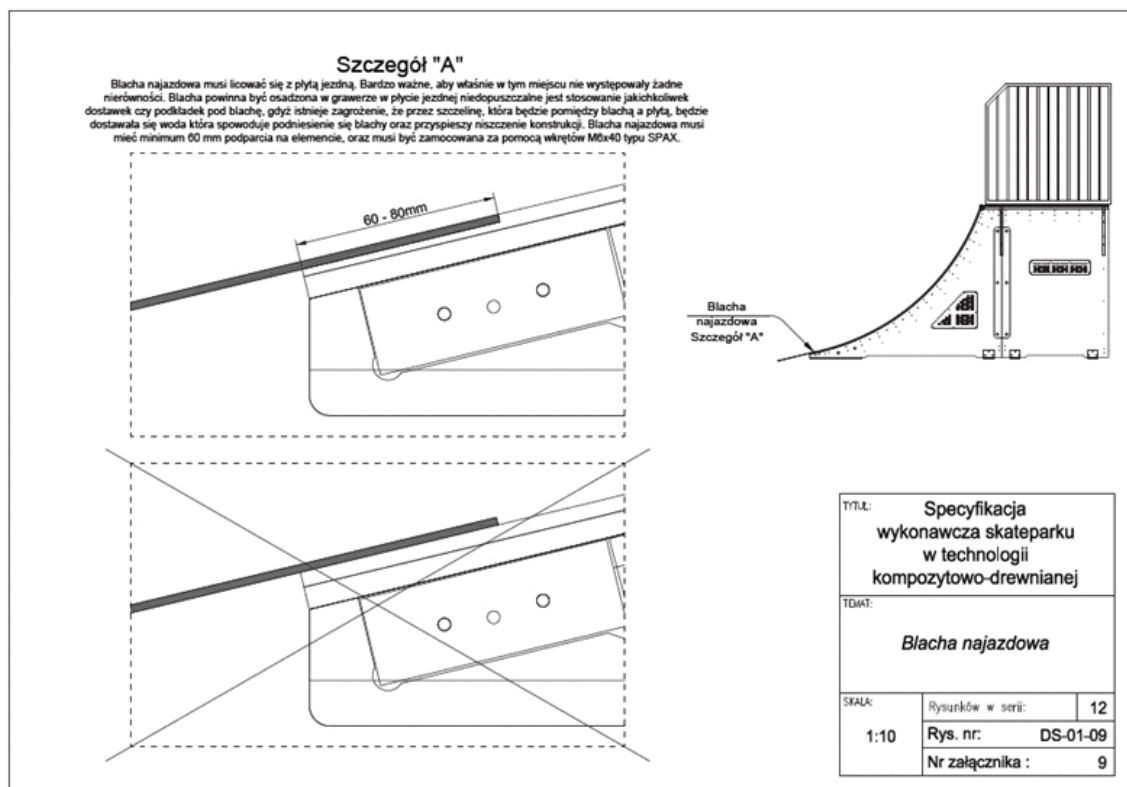 Szczegół "A"
Blacha najazdowa musi licować się z płytą jezdną. Bardzo ważne, aby właśnie w tym miejscu nie występowały żadne
nierówności. Blacha powinna być osadzona w grawerze w płycie jezdnej niedopuszczalne jest stosowanie jakichkoliwek
dostawek czy podkładek pod blachę, gdyż istnieje zagrożenie, że przez szczelinę, która będzie pomiędzy blachą a płytą, będzie
dostawała się woda która spowoduje podniesienie się blachy oraz przyspieszy niszczenie konstrukcji. Blacha najazdowa musi
mieć minimum 60 mm podparcia na elemencie, oraz musi być zamocowana za pomocą wkrętów M6x40 typu SPAX.
60 - 80mm
Blacha
najazdowa
Szczegół "A"
TYTUŁ:
Specyfikacja
wykonawcza skateparku
w technologii
kompozytowo-drewnianej
TEMAT:
Blacha najazdowa
SKALA:
1:10
Rysunków w serii: 12
Rys. nr: DS-01-09
Nr załącznika : 9